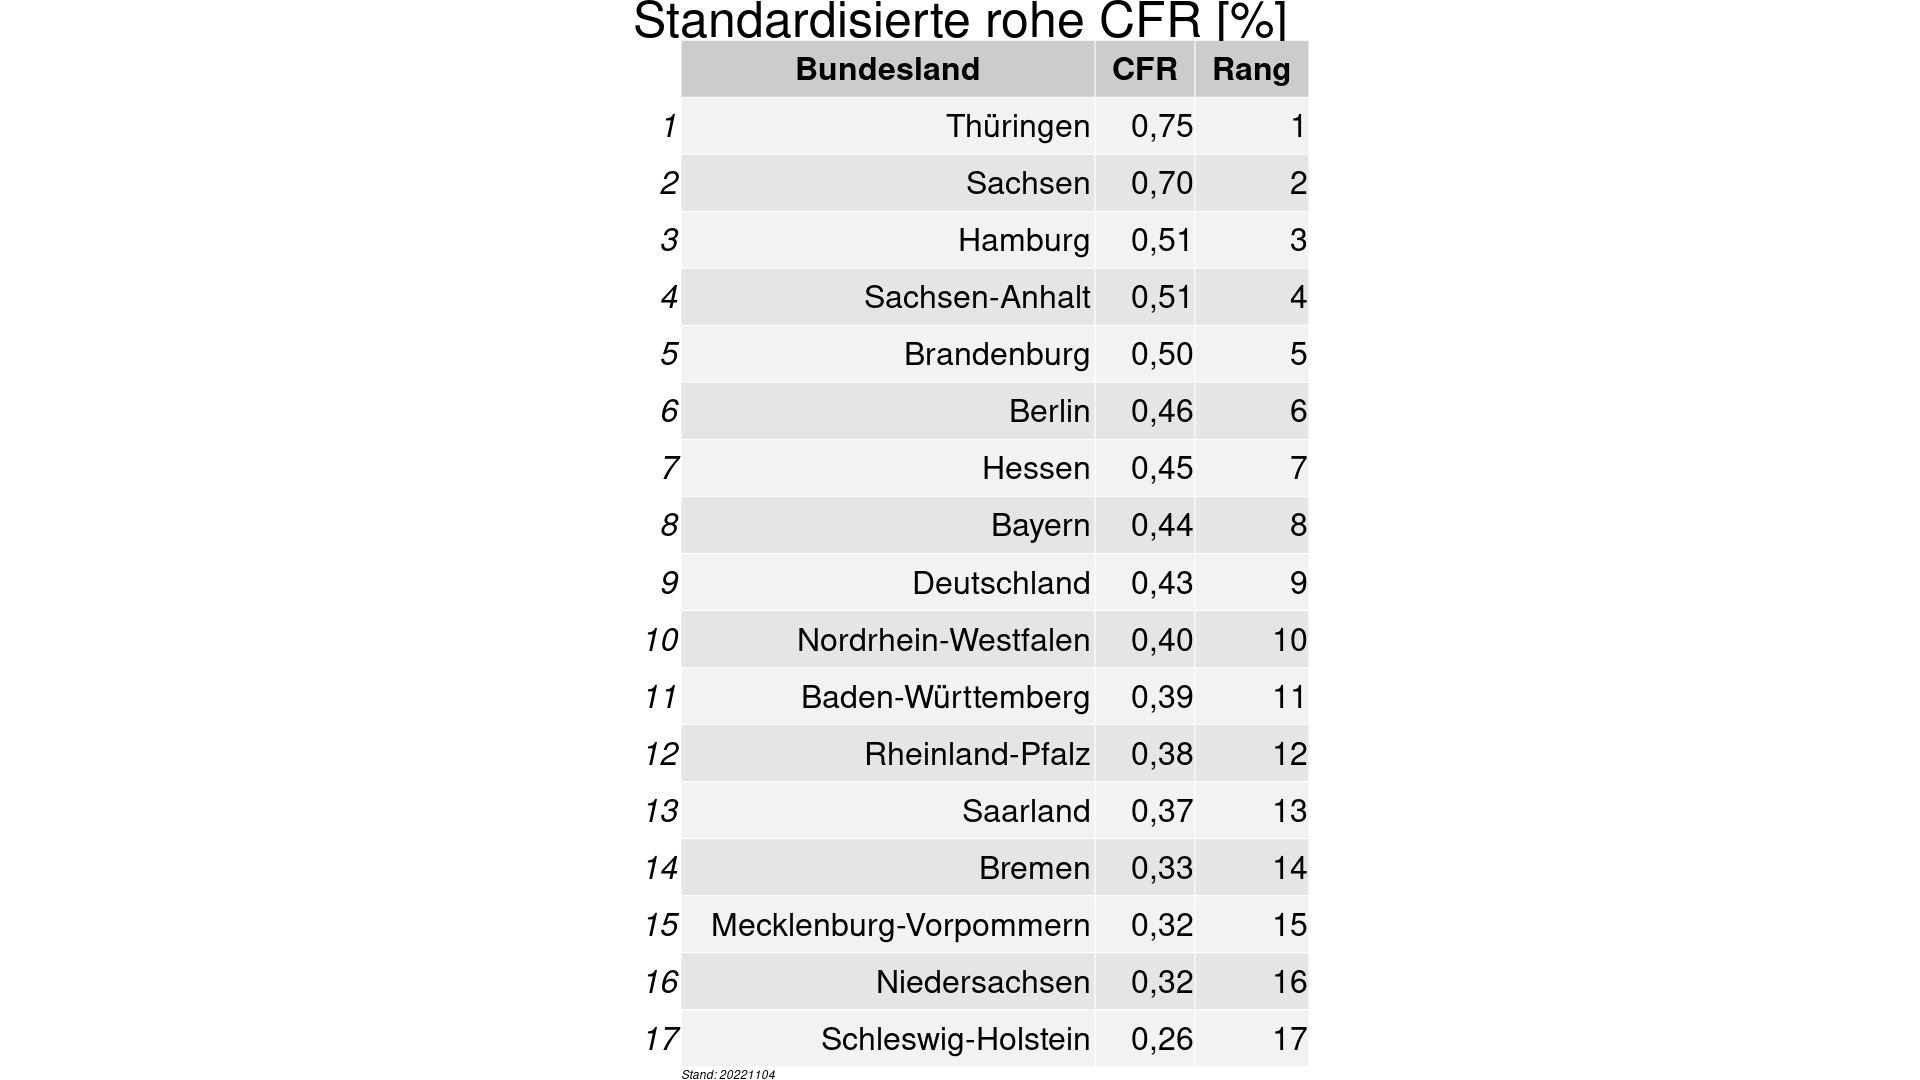 Standardisierte rohe CFR [%]
Bundesland CFR Rang
1 Thüringen 0,75 1
2 Sachsen 0,70 2
3 Hamburg 0,51 3
4 Sachsen-Anhalt 0,51 4
5 Brandenburg 0,50 5
6 Berlin 0,46 6
7 Hessen 0,45 7
8 Bayern 0,44 8
9 Deutschland 0,43 9
10 Nordrhein-Westfalen 0,40 10
11 Baden-Württemberg 0,39 11
12 Rheinland-Pfalz 0,38 12
13 Saarland 0,37 13
14 Bremen 0,33 14
15 Mecklenburg-Vorpommern 0,32 15
16 Niedersachsen 0,32 16
17 Schleswig-Holstein 0,26 17
Stand: 20221104